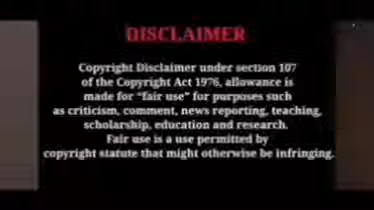 DISCLAIMER
Copyright Disclaimer under section 107
of the Copyright Act 1976, allowance is
made for "fair use" for purposes such
as criticism, comment, news reporting, teaching,
scholarship, education and research.
Fair use is a use permitted by
copyright statute that might otherwise be infringing.